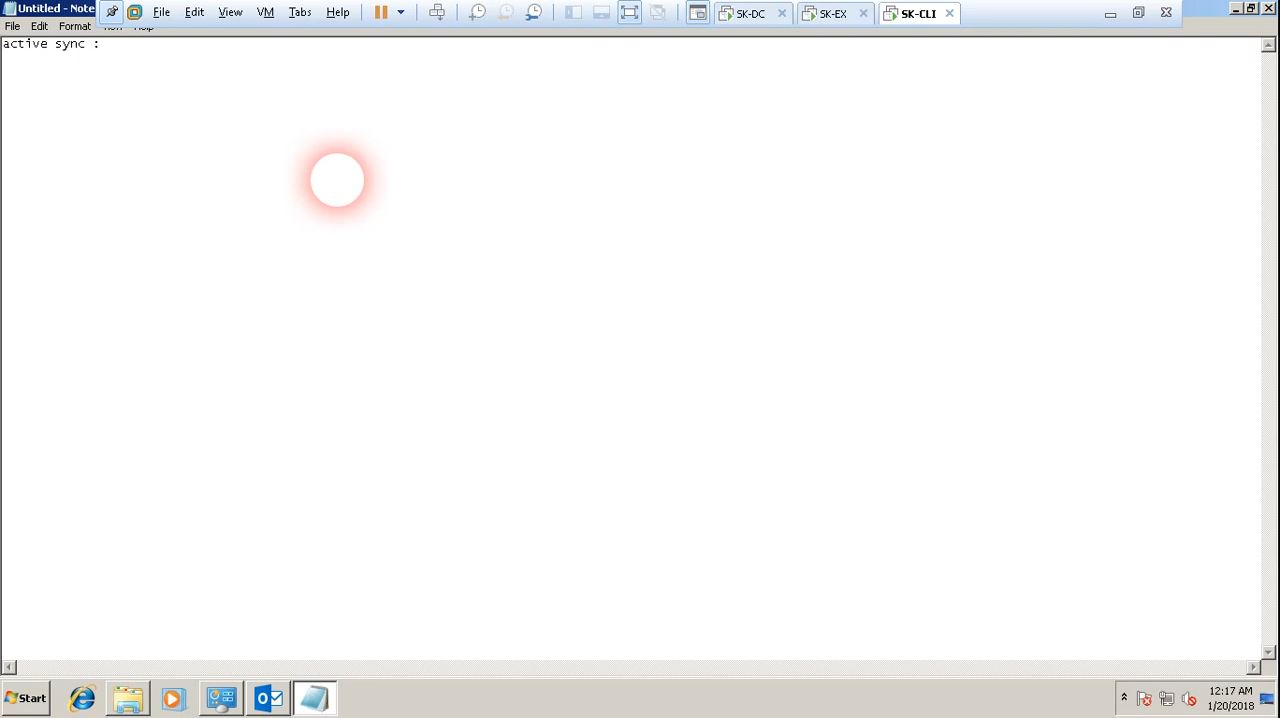 Untitled - Note
File Edit View VM Tabs Help
SK-DC
SK-EX
SK-CLI
File Edit Format
active sync :
Start
12:17 AM
1/20/2018